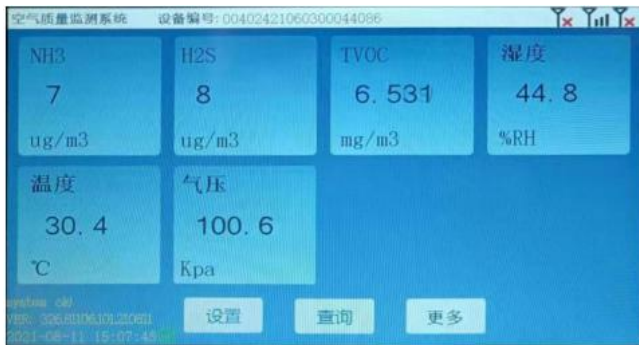 空气质量监测系统 设备编号: 00402421060300044086
NH3 H2S TVOC 湿度
7 8 6.531 44.8
ug/m3 ug/m3 mg/m3 %RH
温度 气压
30.4 100.6
℃ Kpa
设置 查询 更多
system ok!
VER:
2021-06-11 15:07:45